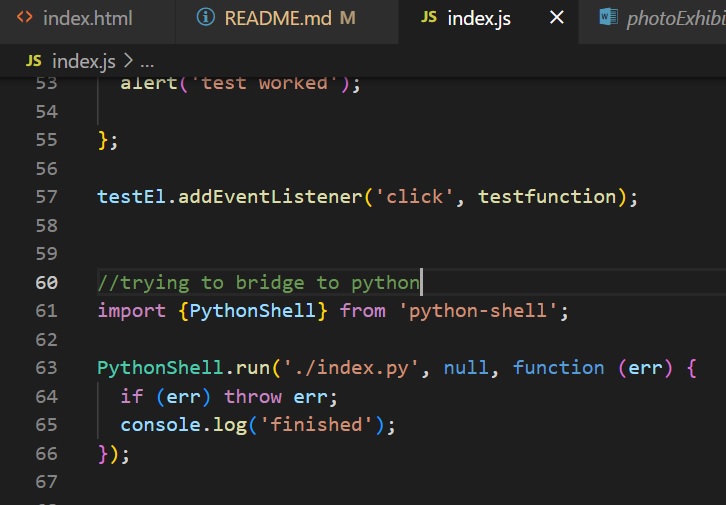 index.html README.md M index.js photoExhibi
JS index.js > ...
53 alert('test worked');
54
55 };
56
57 testEl.addEventListener('click', testfunction);
58
59
60 //trying to bridge to python
61 import {PythonShell} from 'python-shell';
62
63 PythonShell.run('./index.py', null, function (err) {
64 if (err) throw err;
65 console.log('finished');
66 });
67